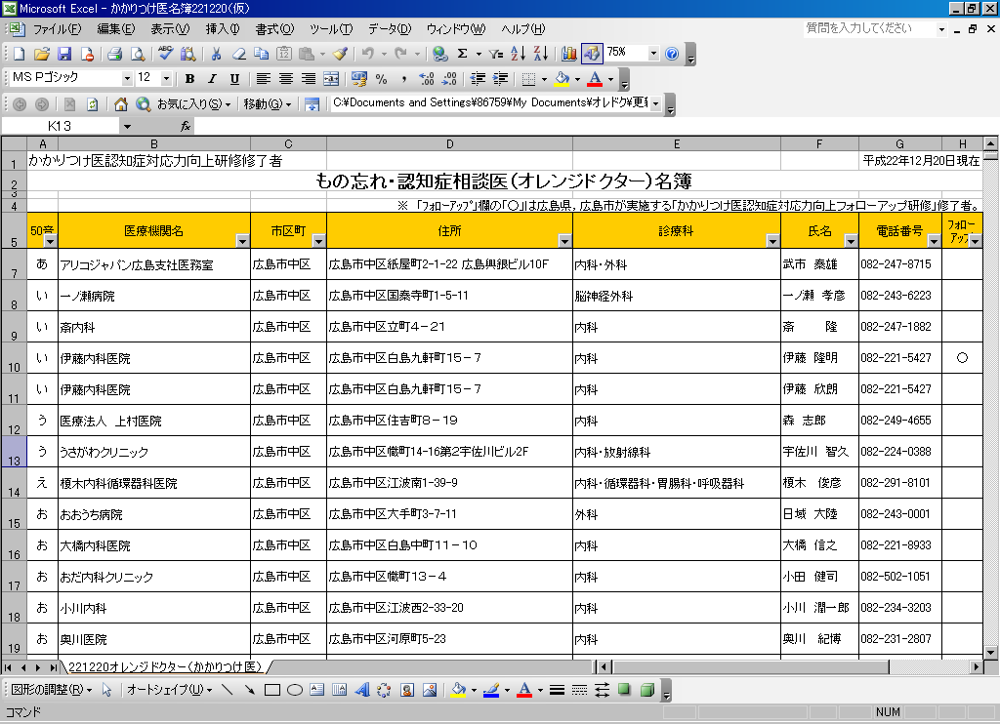 Microsoft Excel - かかりつけ医名簿221220(仮)
ファイル(F) 編集(E) 表示(V) 挿入(I) 書式(O) ツール(T) データ(D) ウィンドウ(W) ヘルプ(H) 質問を入力してください
75%
MS Pゴシック 12 B I U
お気に入り(S) 移動(G) C:¥Documents and Settings¥86759¥My Documents¥オレドク¥更新
K13 fx
A B C D E F G H
1 かかりつけ医認知症対応力向上研修修了者 平成22年12月20日現在
2 もの忘れ・認知症相談医(オレンジドクター)名簿
3
4 ※ 「フォローアップ」欄の「○」は広島県,広島市が実施する「かかりつけ医認知症対応力向上フォローアップ研修」修了者。
5 50音 医療機関名 市区町 住所 診療科 氏名 電話番号 フォローアップ
7 あ アリコジャパン広島支社医務室 広島市中区 広島市中区紙屋町2-1-22 広島興銀ビル10F 内科・外科 武市 泰雄 082-247-8715
8 い 一ノ瀬病院 広島市中区 広島市中区国泰寺町1-5-11 脳神経外科 一ノ瀬 孝彦 082-243-6223
9 い 斎内科 広島市中区 広島市中区立町4-21 内科 斎 隆 082-247-1882
10 い 伊藤内科医院 広島市中区 広島市中区白島九軒町15-7 内科 伊藤 隆明 082-221-5427 ○
11 い 伊藤内科医院 広島市中区 広島市中区白島九軒町15-7 内科 伊藤 欣朗 082-221-5427
12 う 医療法人 上村医院 広島市中区 広島市中区住吉町8-19 内科 森 志郎 082-249-4655
13 う うさがわクリニック 広島市中区 広島市中区幟町14-16第2宇佐川ビル2F 内科・放射線科 宇佐川 智久 082-224-0388
14 え 榎木内科循環器科医院 広島市中区 広島市中区江波南1-39-9 内科・循環器科・胃腸科・呼吸器科 榎木 俊彦 082-291-8101
15 お おおうち病院 広島市中区 広島市中区大手町3-7-11 外科 日域 大陸 082-243-0001
16 お 大橋内科医院 広島市中区 広島市中区白島中町11-10 内科 大橋 信之 082-221-8933
17 お おだ内科クリニック 広島市中区 広島市中区幟町13-4 内科 小田 健司 082-502-1051
18 お 小川内科 広島市中区 広島市中区江波西2-33-20 内科 小川 潤一郎 082-234-3203
19 お 奥川医院 広島市中区 広島市中区河原町5-23 内科 奥川 紀博 082-231-2807
221220オレンジドクター(かかりつけ医)
図形の調整(R) オートシェイプ(U)
コマンド NUM